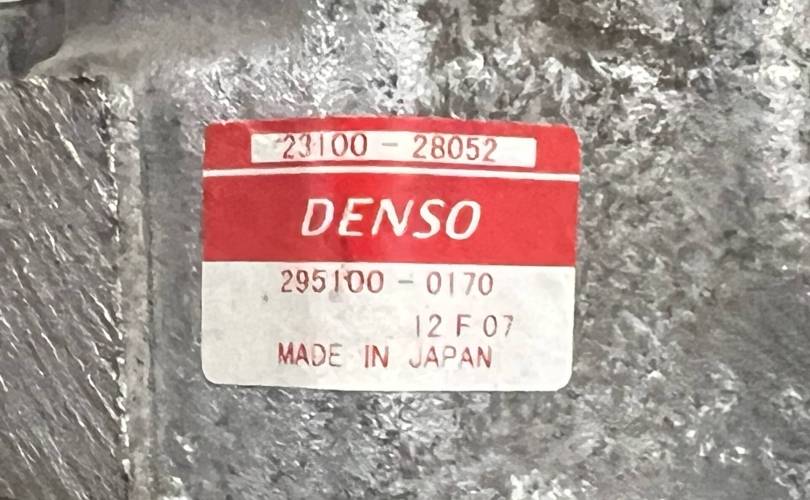 23100 - 28052
DENSO
295100 - 0170
12 F 07
MADE IN JAPAN